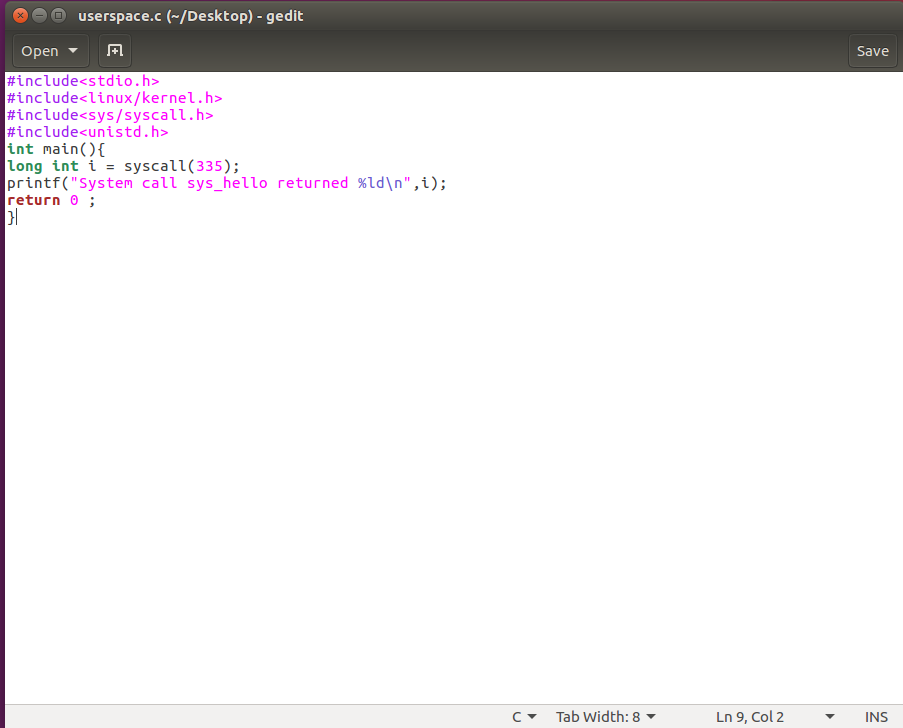 userspace.c (~/Desktop) - gedit
Open
Save
#include<stdio.h>
#include<linux/kernel.h>
#include<sys/syscall.h>
#include<unistd.h>
int main(){
long int i = syscall(335);
printf("System call sys_hello returned %ld\n",i);
return 0 ;
}
C Tab Width: 8 Ln 9, Col 2 INS